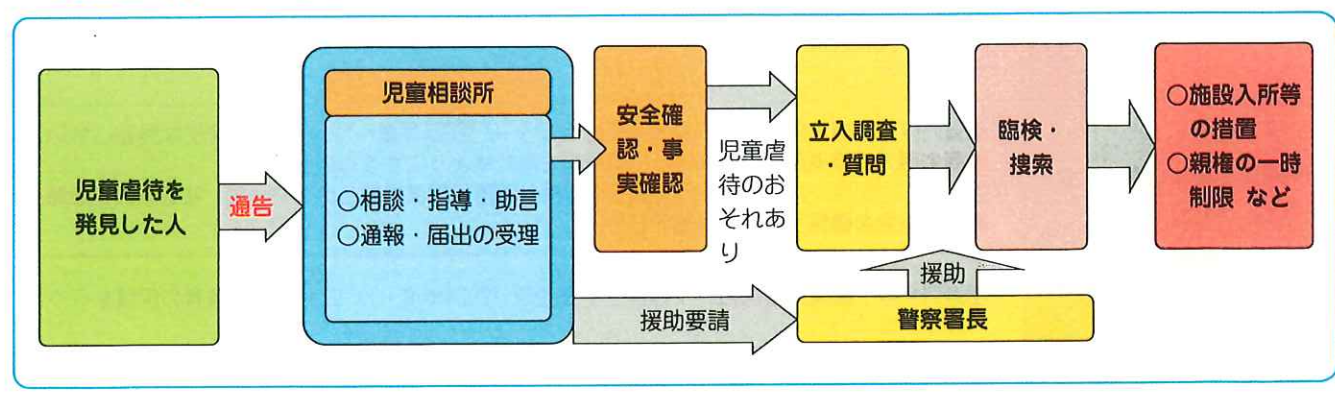 児童虐待を
発見した人
通告
児童相談所
○相談・指導・助言
○通報・届出の受理
安全確
認・事
実確認
児童虐
待のお
それあ
り
立入調査
・質問
臨検・
捜索
○施設入所等
の措置
○親権の一時
制限 など
援助要請
援助
警察署長